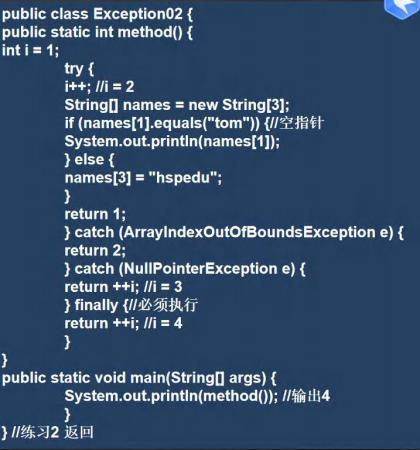 public class Exception02 {
public static int method() {
int i = 1;
try {
i++; //i = 2
String[] names = new String[3];
if (names[1].equals("tom")) {//空指针
System.out.println(names[1]);
} else {
names[3] = "hspedu";
}
return 1;
} catch (ArrayIndexOutOfBoundsException e) {
return 2;
} catch (NullPointerException e) {
return ++i; //i = 3
} finally {//必须执行
return ++i; //i = 4
}
}
public static void main(String[] args) {
System.out.println(method()); //输出4
}
} //练习2 返回